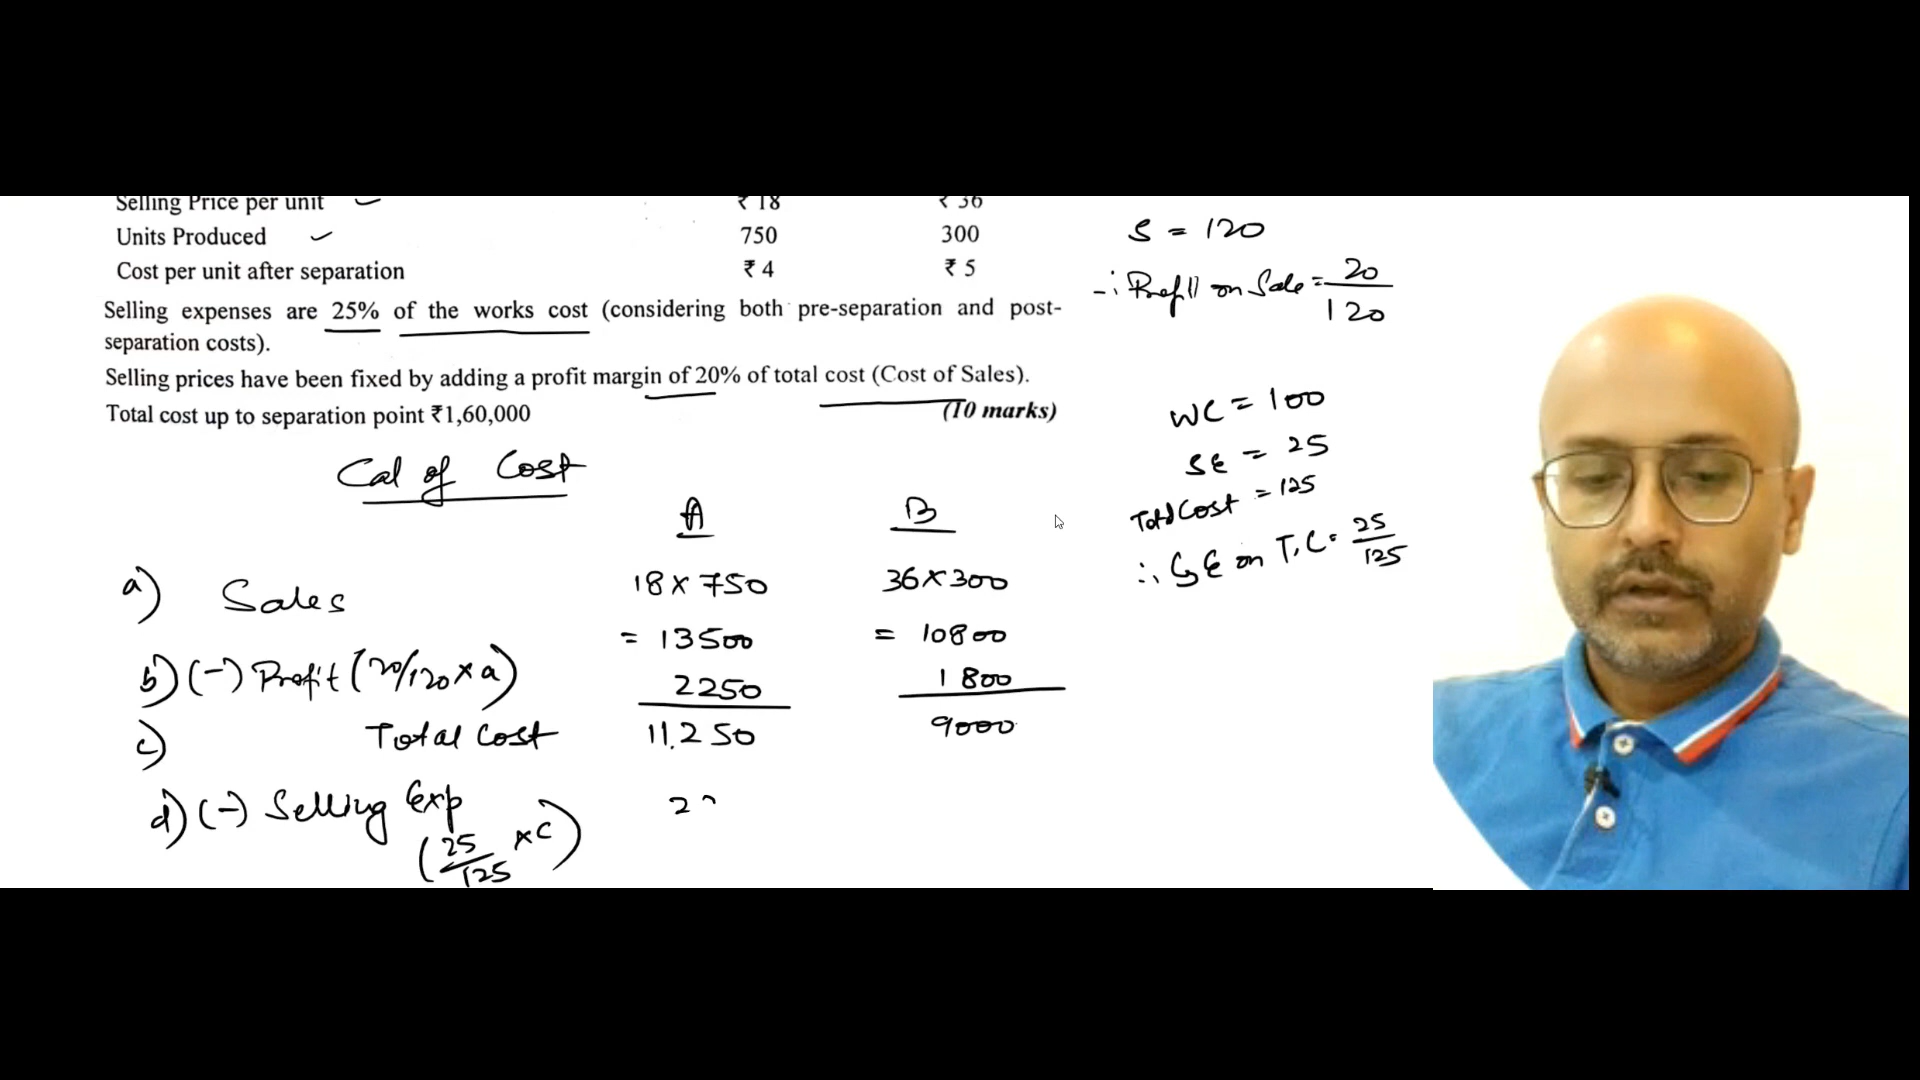 Selling Price per unit ₹ 18 ₹ 36
Units Produced 750 300
Cost per unit after separation ₹ 4 ₹ 5
Selling expenses are 25% of the works cost (considering both pre-separation and post-
separation costs).
Selling prices have been fixed by adding a profit margin of 20% of total cost (Cost of Sales).
Total cost up to separation point ₹1,60,000 (10 marks)
Cal of Cost
A B
a) Sales 18 × 750 36 × 300
= 13500 = 10800
b) (-) Profit (20/120 × a) 2250 1800
c) Total Cost 11,250 9000
d) (-) Selling Exp 22
(25/125 × c)
S = 120
∴ Profit on Sale = 20/120
WC = 100
SE = 25
Total Cost = 125
∴ SE on T.C. = 25/125